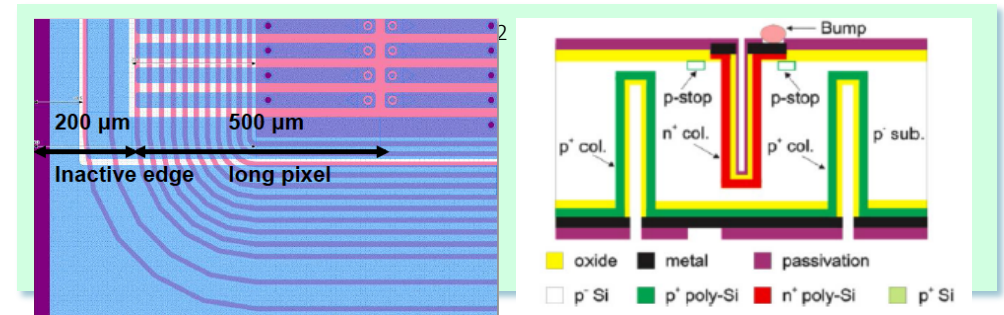 2
200 µm
500 µm
Inactive edge
long pixel
Bump
p-stop
p-stop
n⁺ col.
p⁺ col.
p⁺ col.
p⁻ sub.
oxide
metal
passivation
p⁻ Si
p⁺ poly-Si
n⁺ poly-Si
p⁺ Si